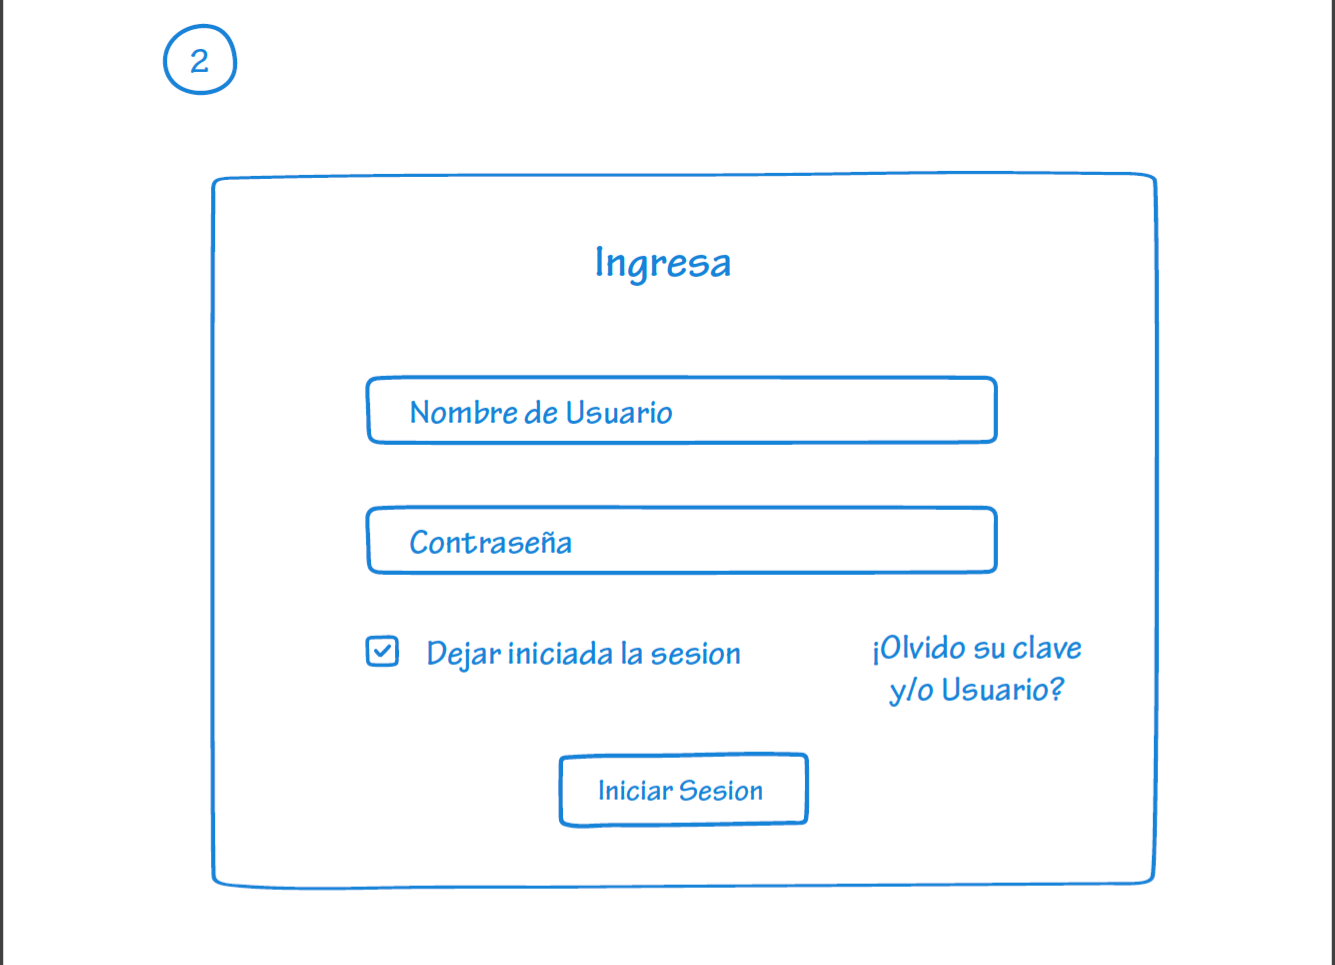 2
Ingresa
Nombre de Usuario
Contraseña
Dejar iniciada la sesion
¡Olvido su clave
y/o Usuario?
Iniciar Sesion